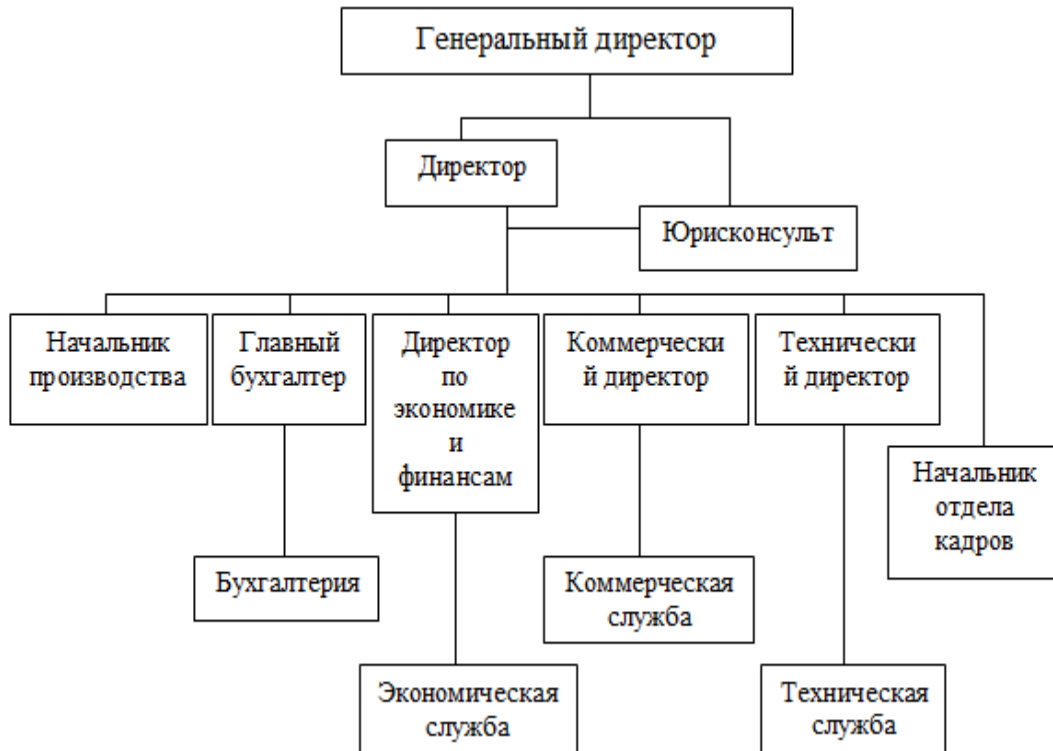 Генеральный директор
Директор
Юрисконсульт
Начальник
производства
Главный
бухгалтер
Директор
по
экономике
и
финансам
Коммерчески
й директор
Технически
й директор
Начальник
отдела
кадров
Бухгалтерия
Коммерческая
служба
Экономическая
служба
Техническая
служба